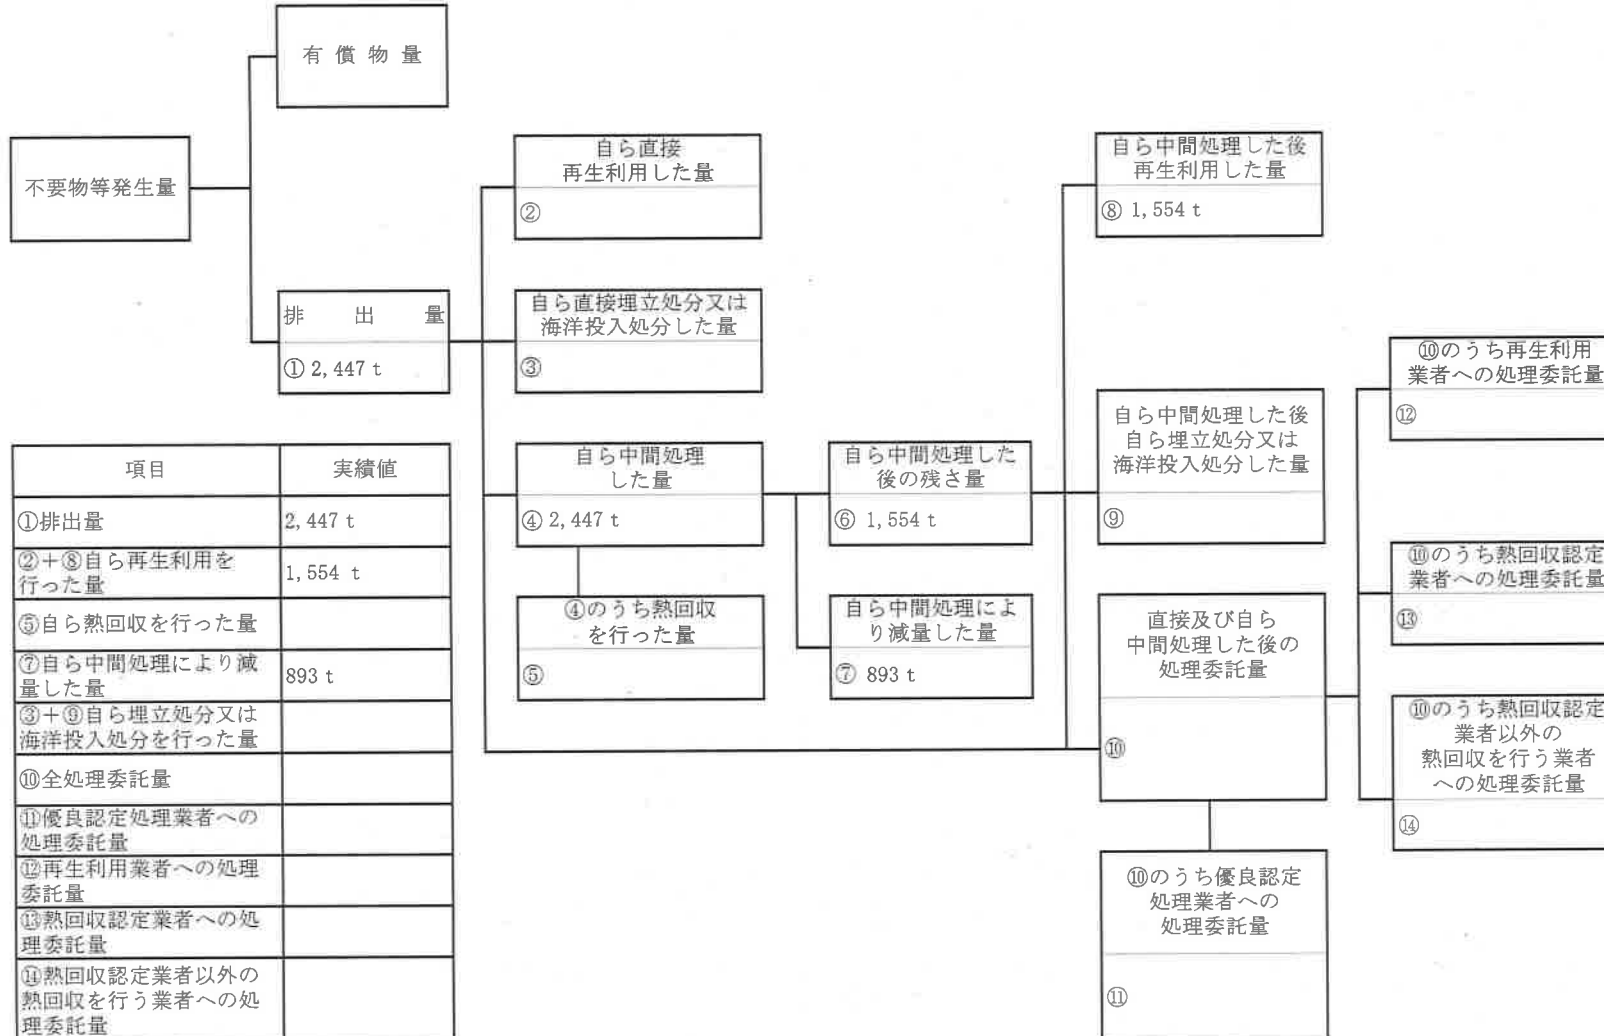 有償物量
不要物等発生量
排出量
① 2,447 t
自ら直接
再生利用した量
②
自ら直接埋立処分又は
海洋投入処分した量
③
自ら中間処理
した量
④ 2,447 t
④のうち熱回収
を行った量
⑤
自ら中間処理した
後の残さ量
⑥ 1,554 t
自ら中間処理によ
り減量した量
⑦ 893 t
自ら中間処理した後
再生利用した量
⑧ 1,554 t
自ら中間処理した後
自ら埋立処分又は
海洋投入処分した量
⑨
直接及び自ら
中間処理した後の
処理委託量
⑩
⑩のうち優良認定
処理業者への
処理委託量
⑪
⑩のうち再生利用
業者への処理委託量
⑫
⑩のうち熱回収認定
業者への処理委託量
⑬
⑩のうち熱回収認定
業者以外の
熱回収を行う業者
への処理委託量
⑭
項目 実績値
①排出量 2,447 t
②+⑧自ら再生利用を
行った量 1,554 t
⑤自ら熱回収を行った量
⑦自ら中間処理により減
量した量 893 t
③+⑨自ら埋立処分又は
海洋投入処分を行った量
⑩全処理委託量
⑪優良認定処理業者への
処理委託量
⑫再生利用業者への処理
委託量
⑬熱回収認定業者への処
理委託量
⑭熱回収認定業者以外の
熱回収を行う業者への処
理委託量